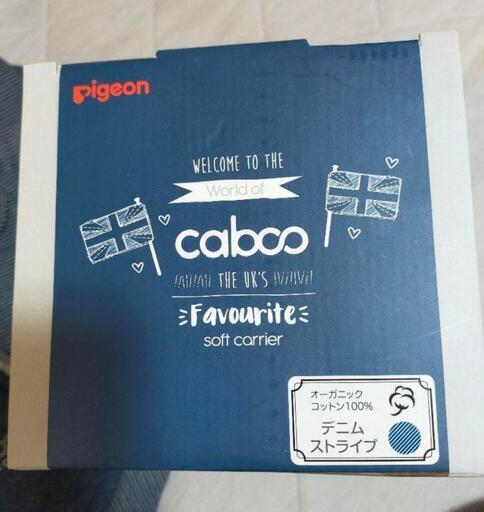 pigeon
WELCOME TO THE
World of
caboo
THE UK'S
Favourite
soft carrier
オーガニック
コットン100%
デニム
ストライプ